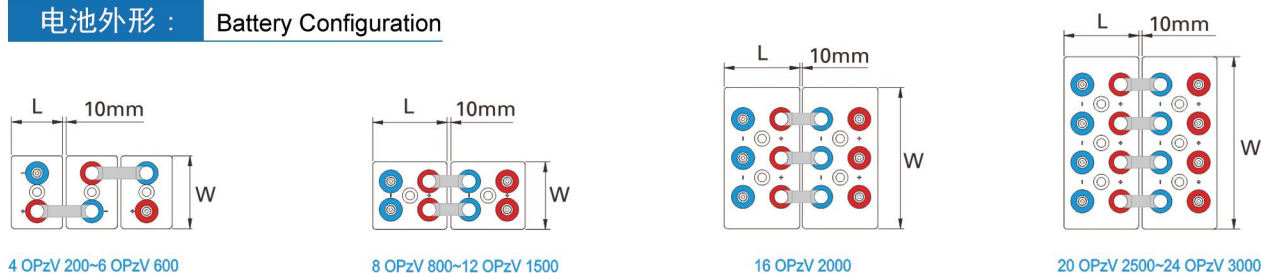 电池外形： Battery Configuration
L 10mm
W
4 OPzV 200~6 OPzV 600
L 10mm
W
8 OPzV 800~12 OPzV 1500
L 10mm
W
16 OPzV 2000
L 10mm
W
20 OPzV 2500~24 OPzV 3000